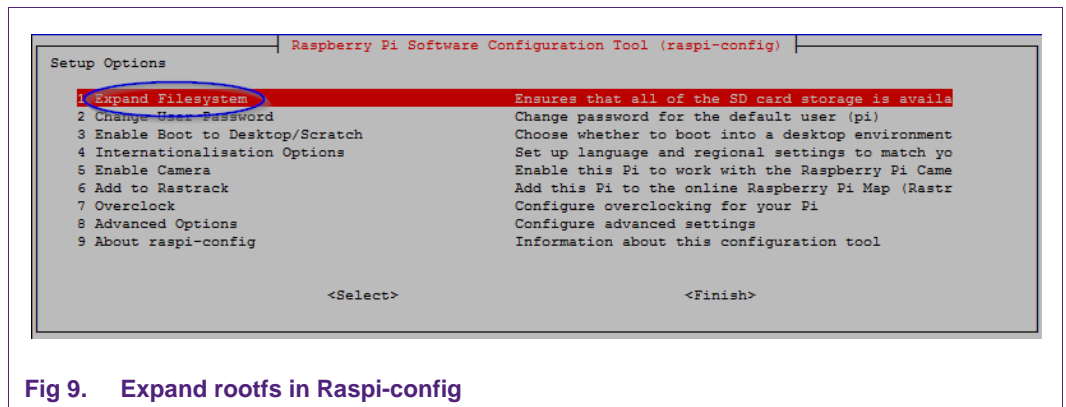 Raspberry Pi Software Configuration Tool (raspi-config)
Setup Options
1 Expand Filesystem Ensures that all of the SD card storage is availa
2 Change User Password Change password for the default user (pi)
3 Enable Boot to Desktop/Scratch Choose whether to boot into a desktop environment
4 Internationalisation Options Set up language and regional settings to match yo
5 Enable Camera Enable this Pi to work with the Raspberry Pi Came
6 Add to Rastrack Add this Pi to the online Raspberry Pi Map (Rastr
7 Overclock Configure overclocking for your Pi
8 Advanced Options Configure advanced settings
9 About raspi-config Information about this configuration tool
<Select> <Finish>
Fig 9. Expand rootfs in Raspi-config